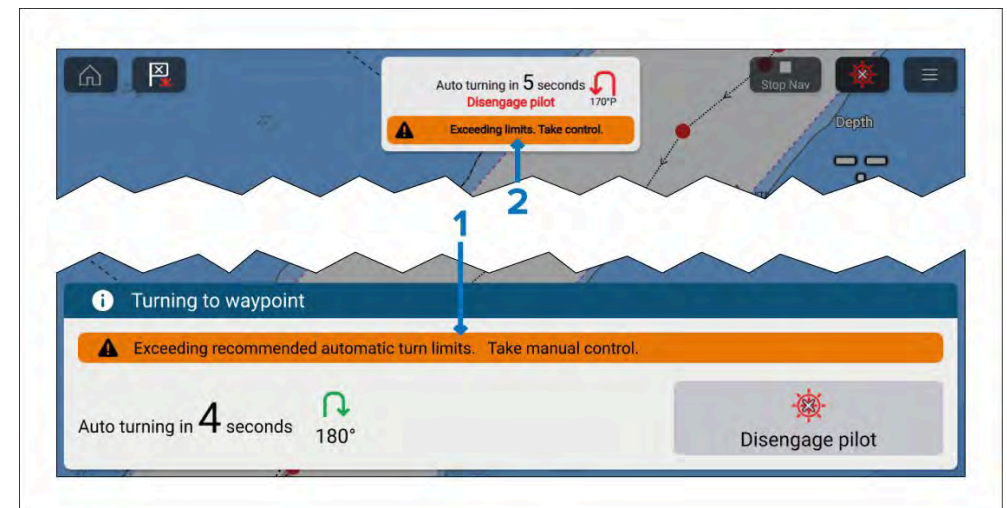 Auto turning in 5 seconds
Disengage pilot
170°P
Exceeding limits. Take control.
Stop Nav
Depth
2
1
Turning to waypoint
Exceeding recommended automatic turn limits. Take manual control.
Auto turning in 4 seconds
180°
Disengage pilot